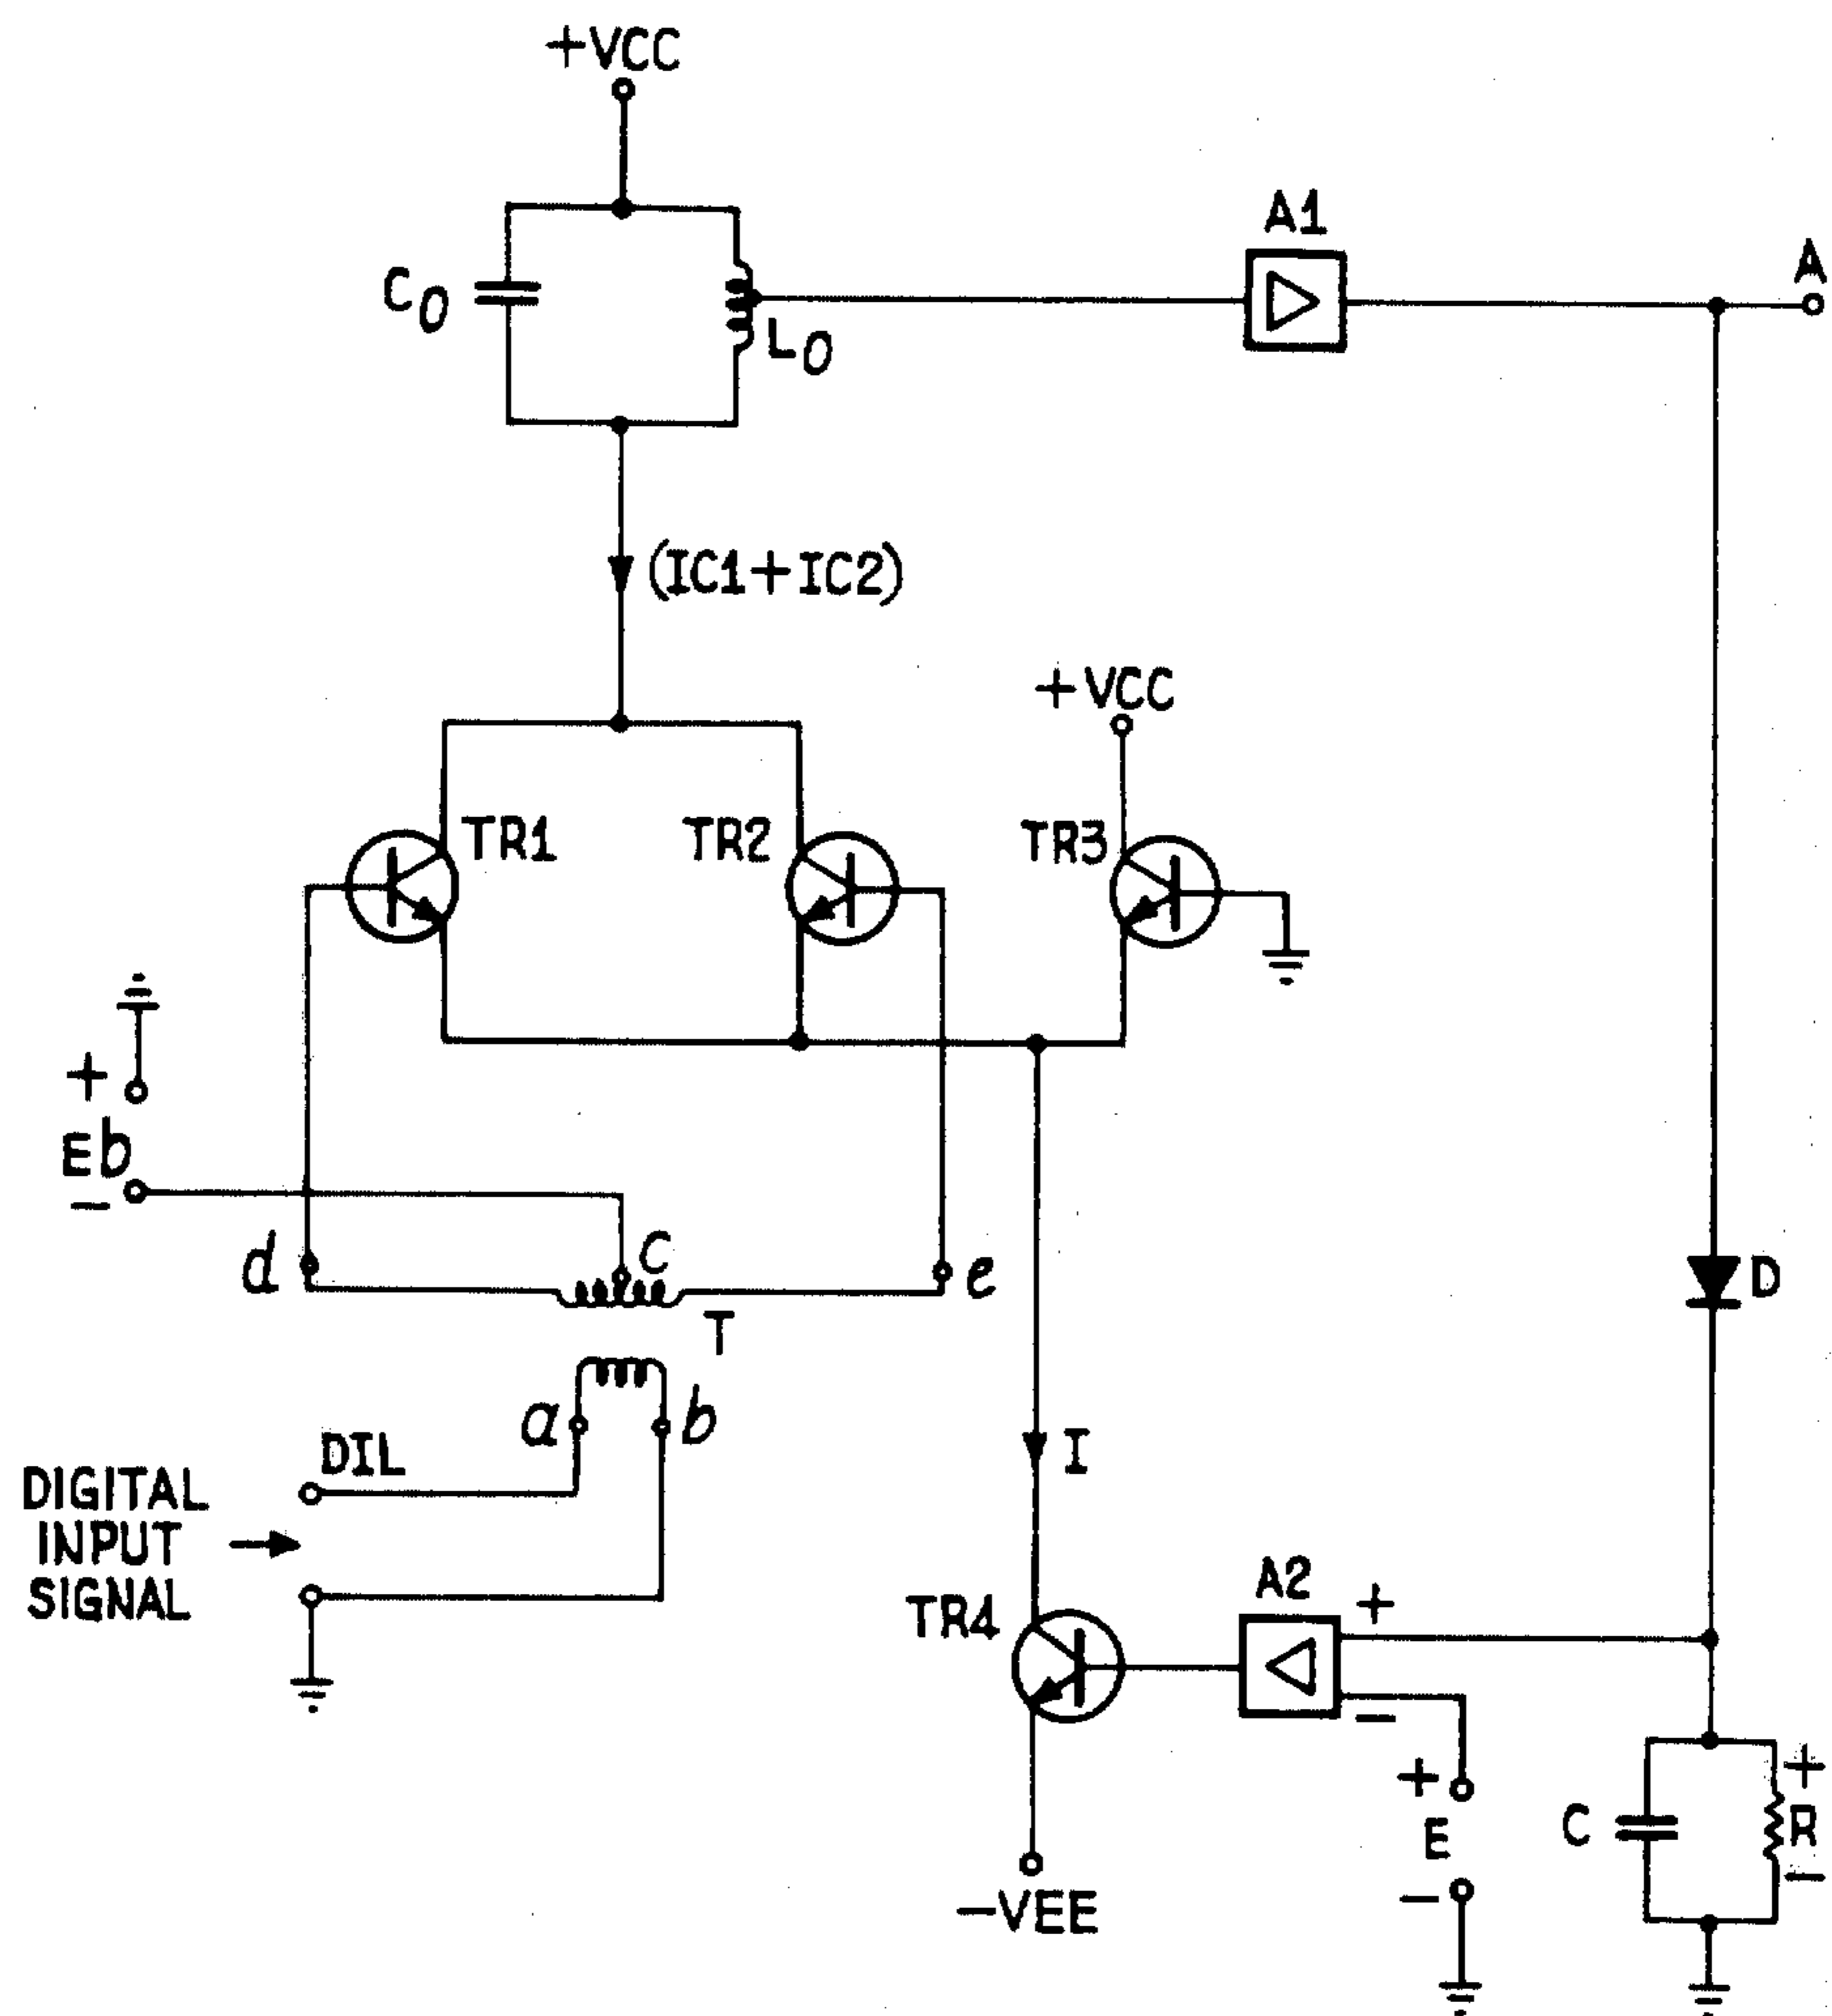 +VCC
A1
A
C0
L0
(IC1+IC2)
+VCC
TR1
TR2
TR3
+
Eb
−
d
C
e
T
D
a
b
DIL
I
DIGITAL
INPUT
SIGNAL
A2
+
TR4
−
+
E
−
C
+
R
−
−VEE